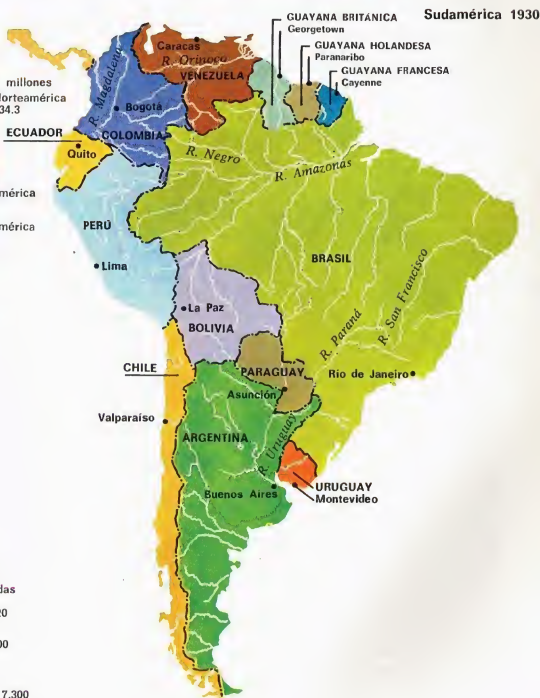 Sudamérica 1930
GUAYANA BRITÁNICA
Georgetown
GUAYANA HOLANDESA
Paranaribo
GUAYANA FRANCESA
Cayenne
Caracas
R. Orinoco
VENEZUELA
R. Magdalena
millones
34.3
Bogotá
COLOMBIA
ECUADOR
Quito
R. Negro
R. Amazonas
mérica
PERÚ
mérica
Lima
BRASIL
La Paz
BOLIVIA
R. Paraná
R. San Francisco
CHILE
PARAGUAY
Rio de Janeiro
Asunción
Valparaíso
ARGENTINA
R. Uruguay
Buenos Aires
URUGUAY
Montevideo
das
20
00
7.300